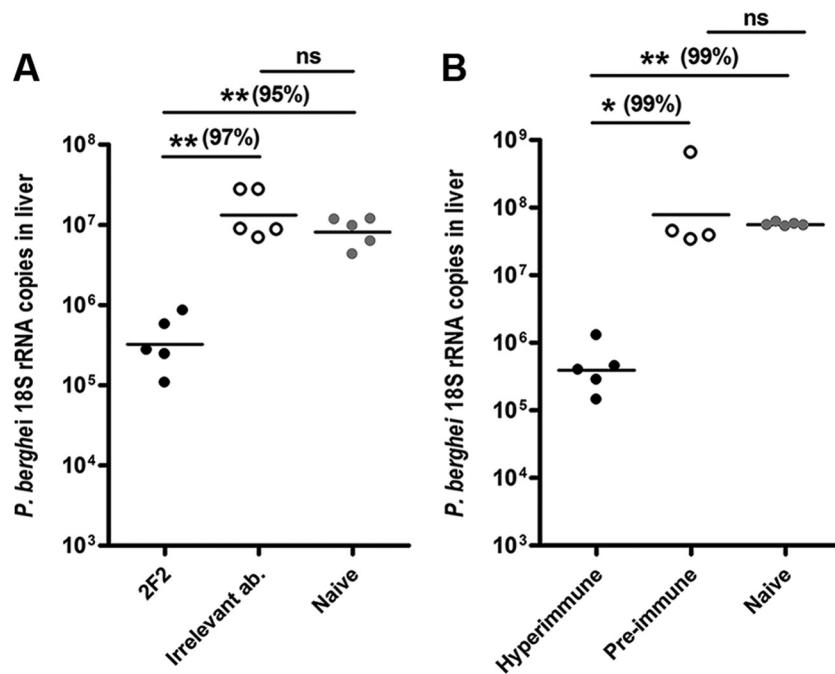 A
ns
** (95%)
** (97%)
P. berghei 18S rRNA copies in liver
10^8
10^7
10^6
10^5
10^4
10^3
2F2
Irrelevant ab.
Naive
B
ns
** (99%)
* (99%)
P. berghei 18S rRNA copies in liver
10^9
10^8
10^7
10^6
10^5
10^4
10^3
Hyperimmune
Pre-immune
Naive